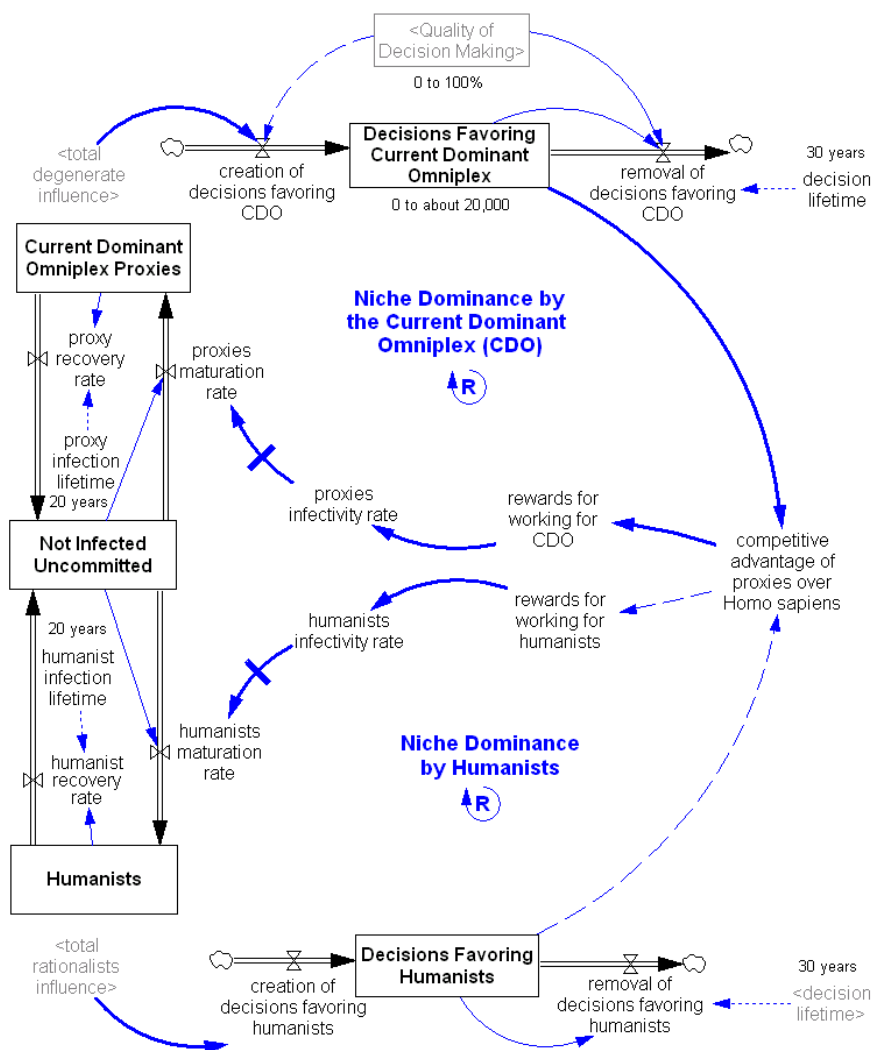 <Quality of
Decision Making>
0 to 100%
<total
degenerate
influence>
creation of
decisions favoring
CDO
Decisions Favoring
Current Dominant
Omniplex
0 to about 20,000
removal of
decisions favoring
CDO
30 years
decision
lifetime
Current Dominant
Omniplex Proxies
Niche Dominance by
the Current Dominant
Omniplex (CDO)
R
proxy
recovery
rate
proxies
maturation
rate
proxy
infection
lifetime
20 years
proxies
infectivity rate
rewards for
working for
CDO
competitive
advantage of
proxies over
Homo sapiens
Not Infected
Uncommitted
rewards for
working for
humanists
humanists
infectivity rate
20 years
humanist
infection
lifetime
humanists
maturation
rate
humanist
recovery
rate
Niche Dominance
by Humanists
R
Humanists
<total
rationalists
influence>
creation of
decisions favoring
humanists
Decisions Favoring
Humanists
removal of
decisions favoring
humanists
30 years
<decision
lifetime>